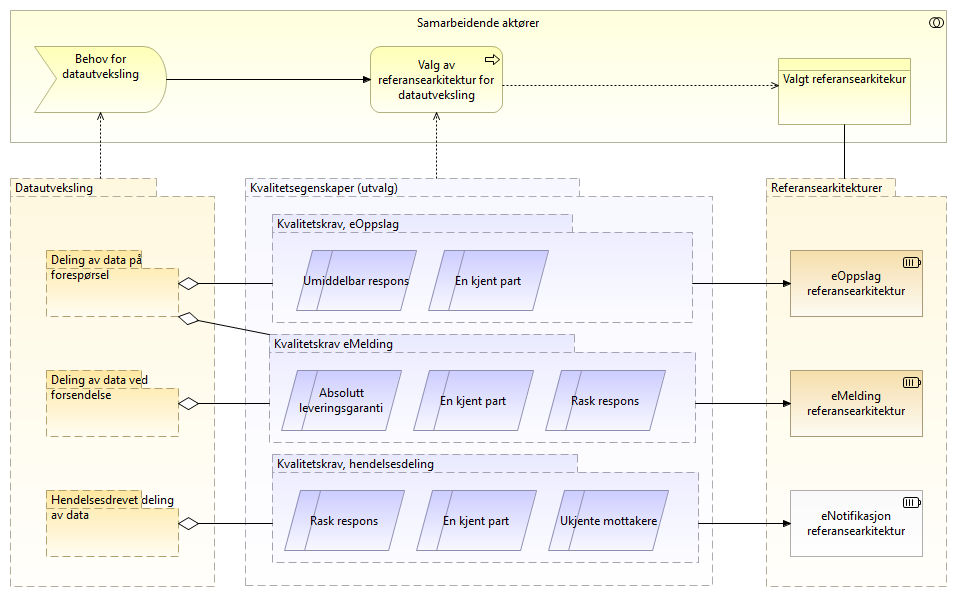 Samarbeidende aktører
Behov for
datautveksling
Valg av
referansearkitektur for
datautveksling
Valgt referansearkitekur
Datautveksling
Kvalitetsegenskaper (utvalg)
Referansearkitekturer
Kvalitetskrav, eOppslag
Deling av data på
forespørsel
Umiddelbar respons
En kjent part
eOppslag
referansearkitektur
Kvalitetskrav eMelding
Deling av data ved
forsendelse
Absolutt
leveringsgaranti
En kjent part
Rask respons
eMelding
referansearkitektur
Kvalitetskrav, hendelsesdeling
Hendelsesdrevet deling
av data
Rask respons
En kjent part
Ukjente mottakere
eNotifikasjon
referansearkitektur